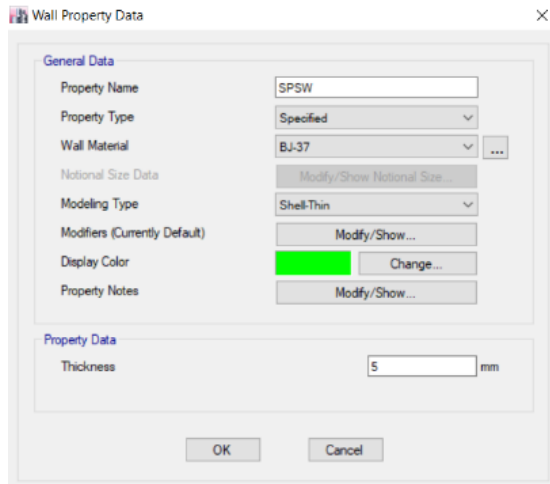 Wall Property Data
General Data
Property Name SPSW
Property Type Specified
Wall Material BJ-37 ...
Notional Size Data Modify/Show Notional Size...
Modeling Type Shell-Thin
Modifiers (Currently Default) Modify/Show...
Display Color Change...
Property Notes Modify/Show...
Property Data
Thickness 5 mm
OK Cancel